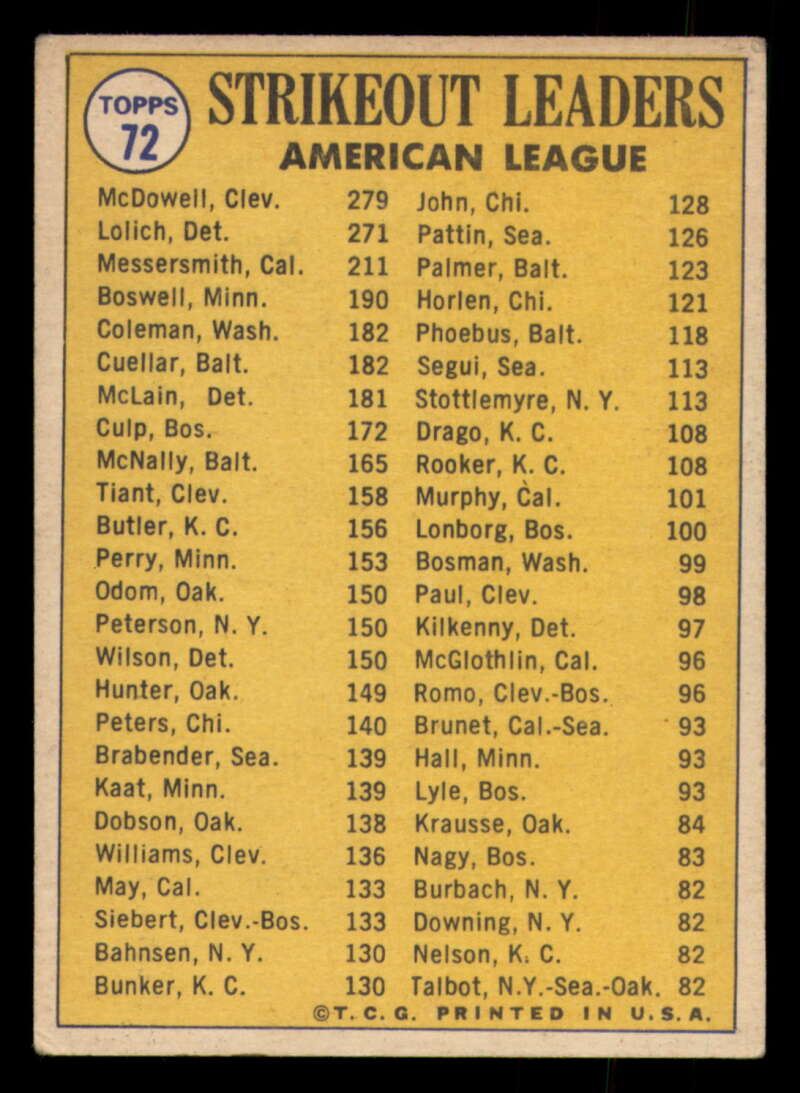 TOPPS
72
STRIKEOUT LEADERS
AMERICAN LEAGUE
McDowell, Clev. 279
Lolich, Det. 271
Messersmith, Cal. 211
Boswell, Minn. 190
Coleman, Wash. 182
Cuellar, Balt. 182
McLain, Det. 181
Culp, Bos. 172
McNally, Balt. 165
Tiant, Clev. 158
Butler, K. C. 156
Perry, Minn. 153
Odom, Oak. 150
Peterson, N. Y. 150
Wilson, Det. 150
Hunter, Oak. 149
Peters, Chi. 140
Brabender, Sea. 139
Kaat, Minn. 139
Dobson, Oak. 138
Williams, Clev. 136
May, Cal. 133
Siebert, Clev.-Bos. 133
Bahnsen, N. Y. 130
Bunker, K. C. 130
John, Chi. 128
Pattin, Sea. 126
Palmer, Balt. 123
Horlen, Chi. 121
Phoebus, Balt. 118
Segui, Sea. 113
Stottlemyre, N. Y. 113
Drago, K. C. 108
Rooker, K. C. 108
Murphy, Cal. 101
Lonborg, Bos. 100
Bosman, Wash. 99
Paul, Clev. 98
Kilkenny, Det. 97
McGlothlin, Cal. 96
Romo, Clev.-Bos. 96
Brunet, Cal.-Sea. 93
Hall, Minn. 93
Lyle, Bos. 93
Krausse, Oak. 84
Nagy, Bos. 83
Burbach, N. Y. 82
Downing, N. Y. 82
Nelson, K. C. 82
Talbot, N.Y.-Sea.-Oak. 82
©T. C. G. PRINTED IN U. S. A.